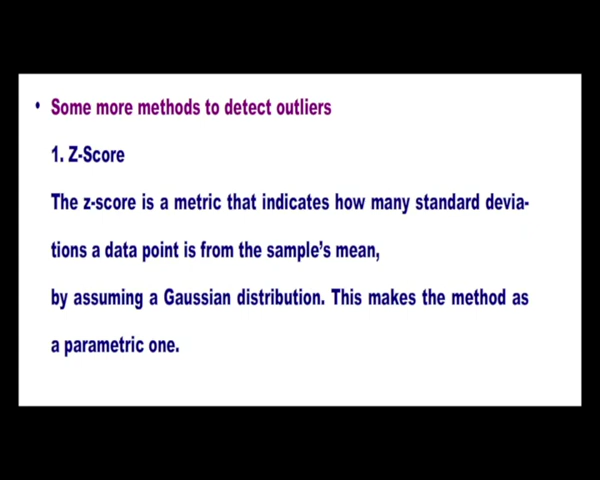 • Some more methods to detect outliers
1. Z-Score
The z-score is a metric that indicates how many standard devia-
tions a data point is from the sample's mean,
by assuming a Gaussian distribution. This makes the method as
a parametric one.